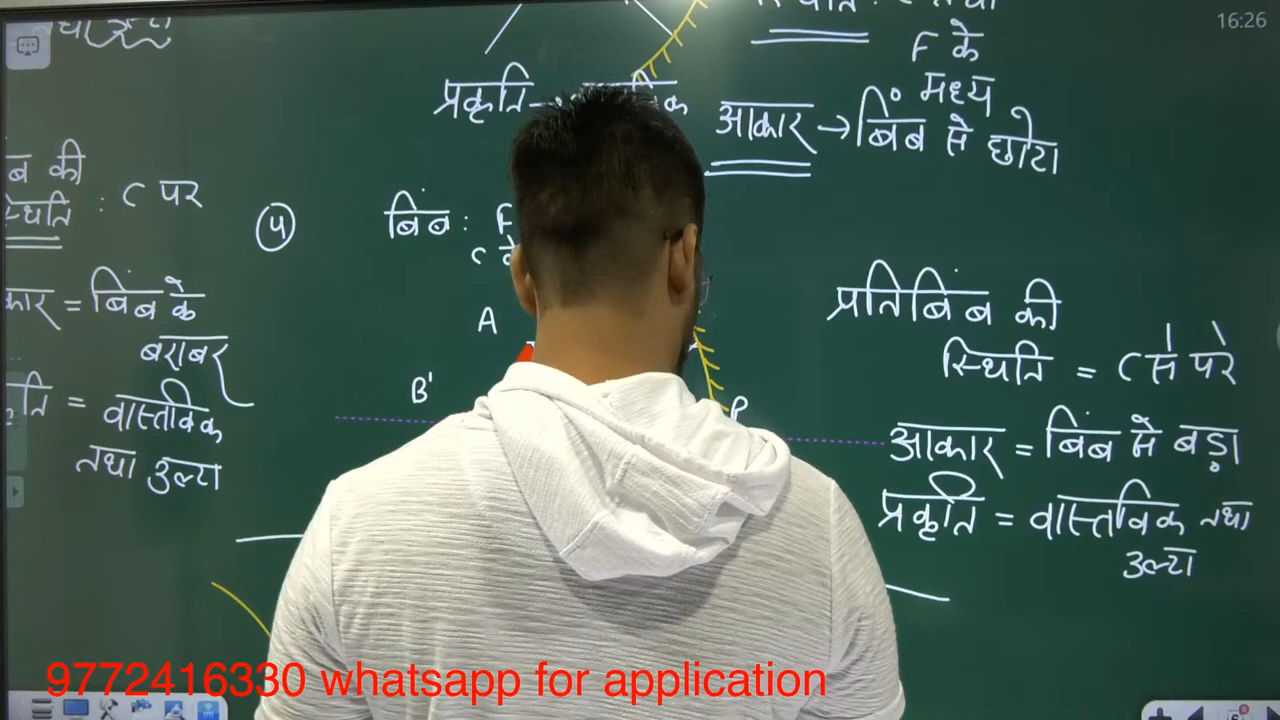 16:26
F के
मध्य
प्रकृति →
आकार → बिंब से छोटा
ब की
स्थिति : C पर
५
बिंब : F
C के
कार = बिंब के
बराबर
प्रतिबिंब की
स्थिति = C से परे
A
B'
P
ति = वास्तविक
तथा उल्टा
आकार = बिंब से बड़ा
प्रकृति = वास्तविक तथा
उल्टा
9772416330 whatsapp for application